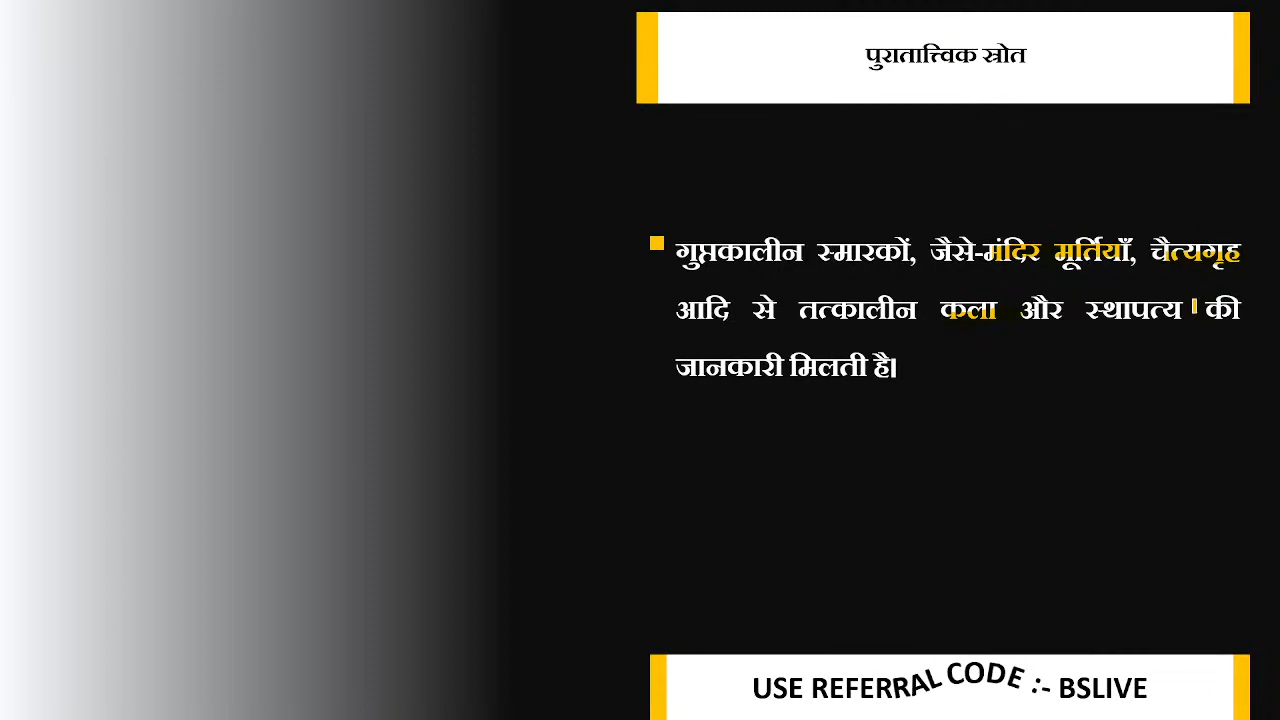 पुरातात्त्विक स्रोत
गुप्तकालीन स्मारकों, जैसे-मंदिर मूर्तियाँ, चैत्यगृह
आदि से तत्कालीन कला और स्थापत्य की
जानकारी मिलती है।
USE REFERRAL CODE :- BSLIVE